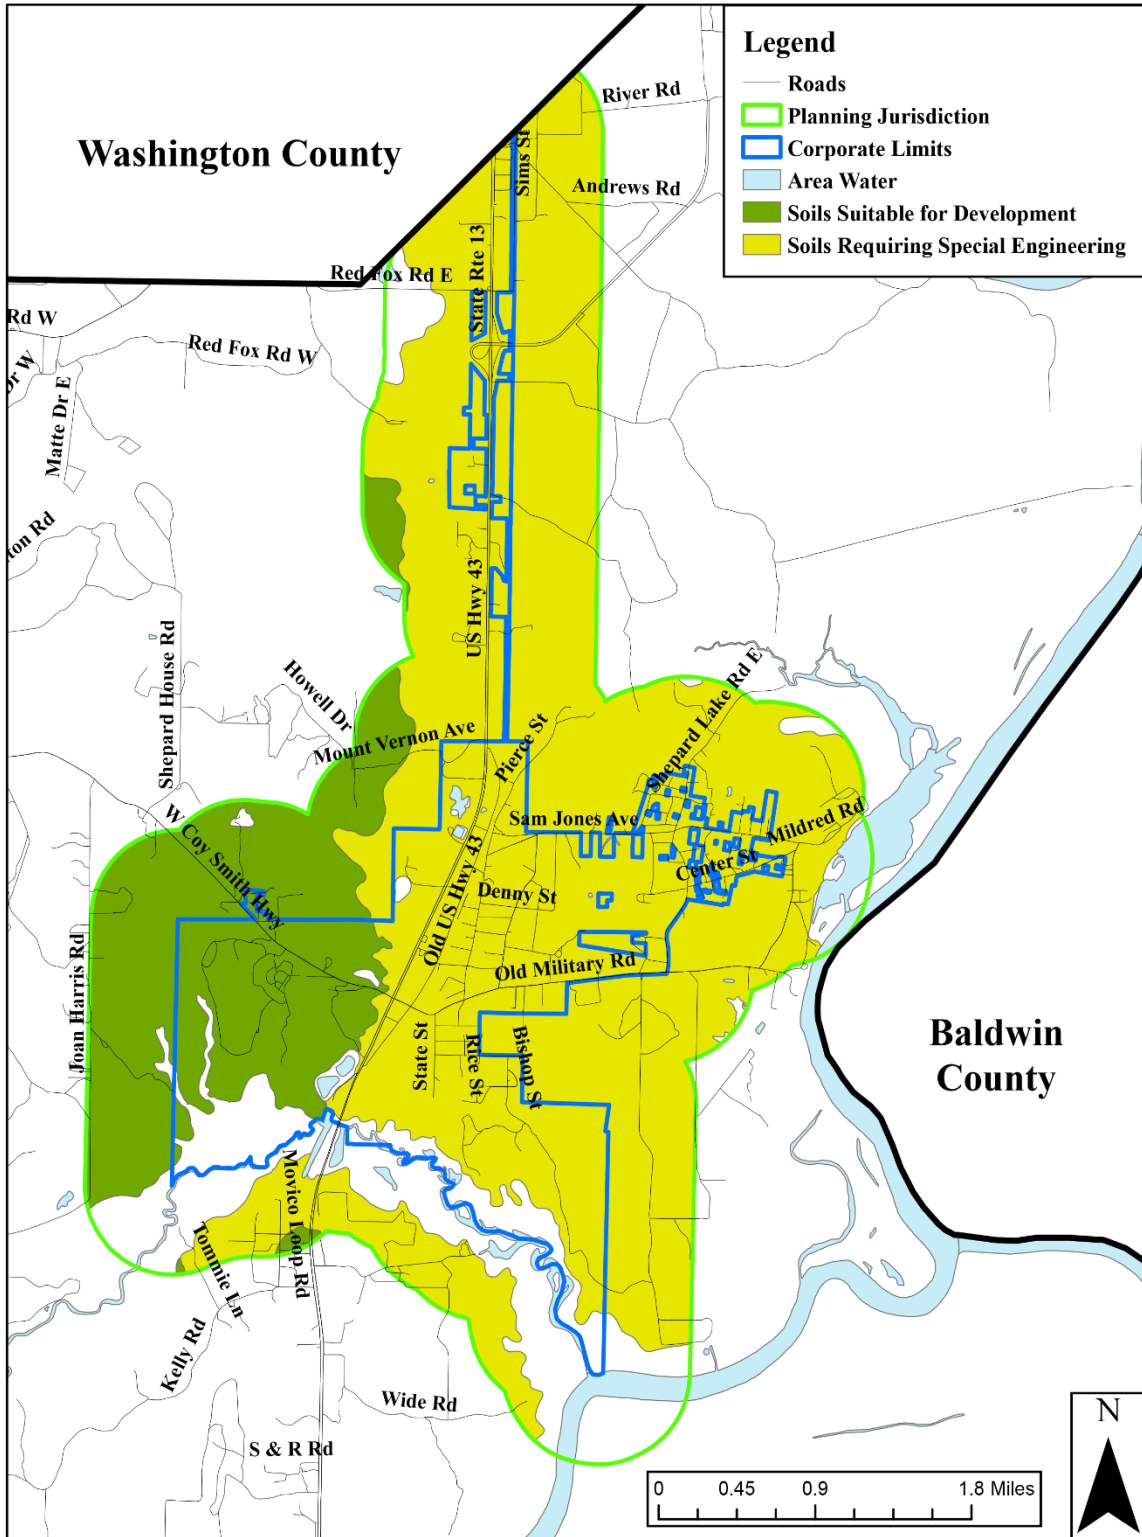 Legend
Roads
Planning Jurisdiction
Corporate Limits
Area Water
Soils Suitable for Development
Soils Requiring Special Engineering
River Rd
Washington County
Sims St
Andrews Rd
State Rte 13
Red Fox Rd E
Rd W
Red Fox Rd W
Dr W
Matte Dr E
ton Rd
US Hwy 43
Shepard House Rd
Howell Dr
Shepard Lake Rd E
Mount Vernon Ave
Pierce St
W Coy Smith Hwy
Sam Jones Ave
Mildred Rd
Old US Hwy 43
Center St
Denny St
Joan Harris Rd
Old Military Rd
State St
Rice St
Bishop St
Baldwin
County
Movico Loop Rd
Tommie Ln
Kelly Rd
Wide Rd
S & R Rd
N
0 0.45 0.9 1.8 Miles